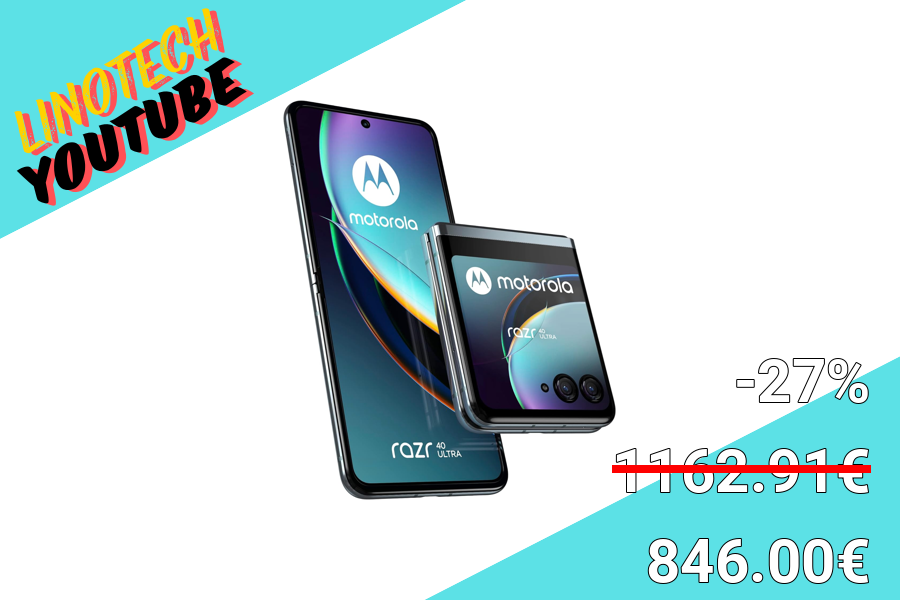 LINOTECH
YOUTUBE
motorola
motorola
razr 40 ULTRA
razr 40 ULTRA
-27%
1162.91€
846.00€